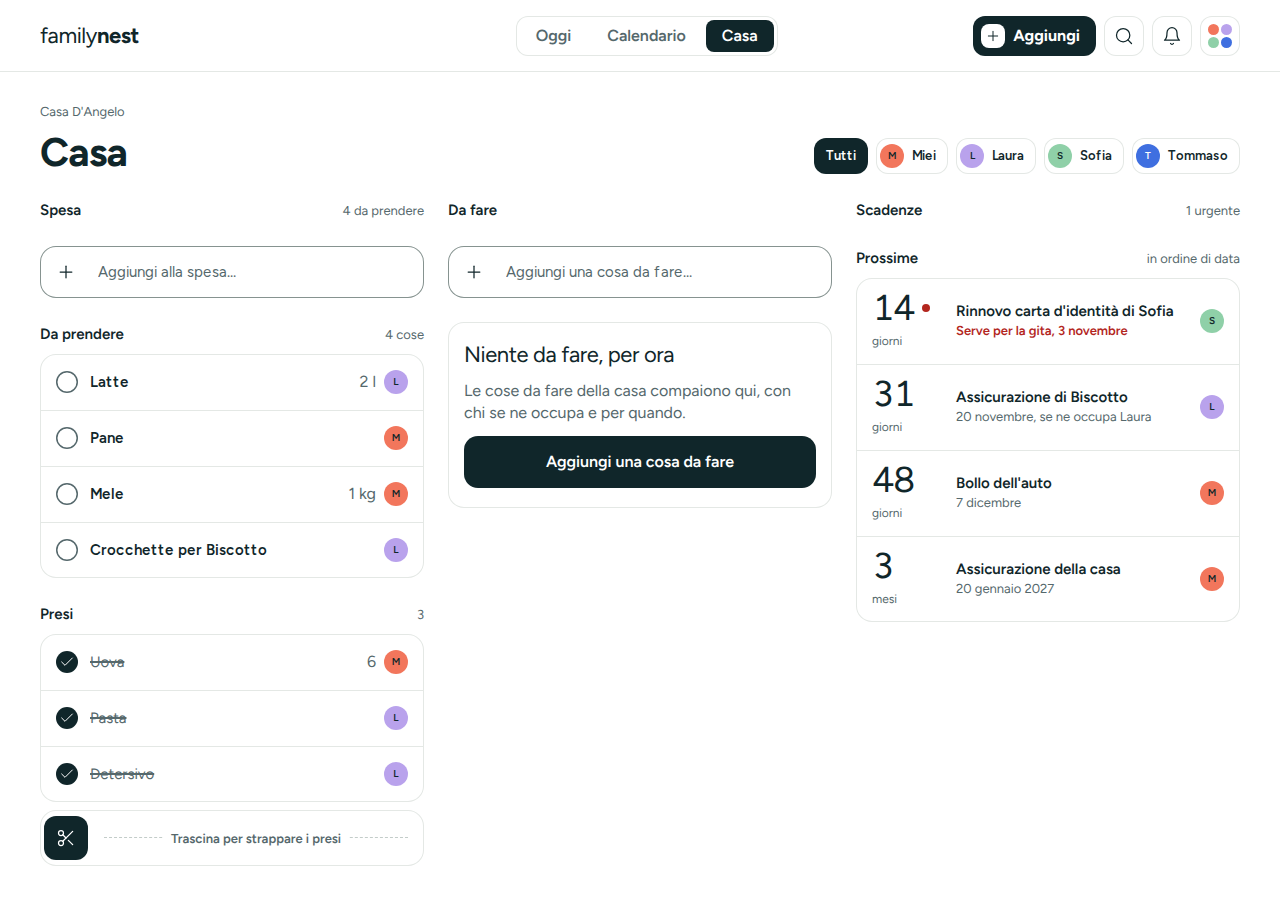 familynest
Oggi
Calendario
Casa
Aggiungi
Casa D'Angelo
Casa
Tutti
M Miei
L Laura
S Sofia
T Tommaso
Spesa
4 da prendere
Aggiungi alla spesa...
Da prendere
4 cose
Latte
2 l
L
Pane
M
Mele
1 kg
M
Crocchette per Biscotto
L
Presi
3
Uova
6
M
Pasta
L
Detersivo
L
Trascina per strappare i presi
Da fare
Aggiungi una cosa da fare...
Niente da fare, per ora
Le cose da fare della casa compaiono qui, con
chi se ne occupa e per quando.
Aggiungi una cosa da fare
Scadenze
1 urgente
Prossime
in ordine di data
14
giorni
Rinnovo carta d'identità di Sofia
Serve per la gita, 3 novembre
S
31
giorni
Assicurazione di Biscotto
20 novembre, se ne occupa Laura
L
48
giorni
Bollo dell'auto
7 dicembre
M
3
mesi
Assicurazione della casa
20 gennaio 2027
M